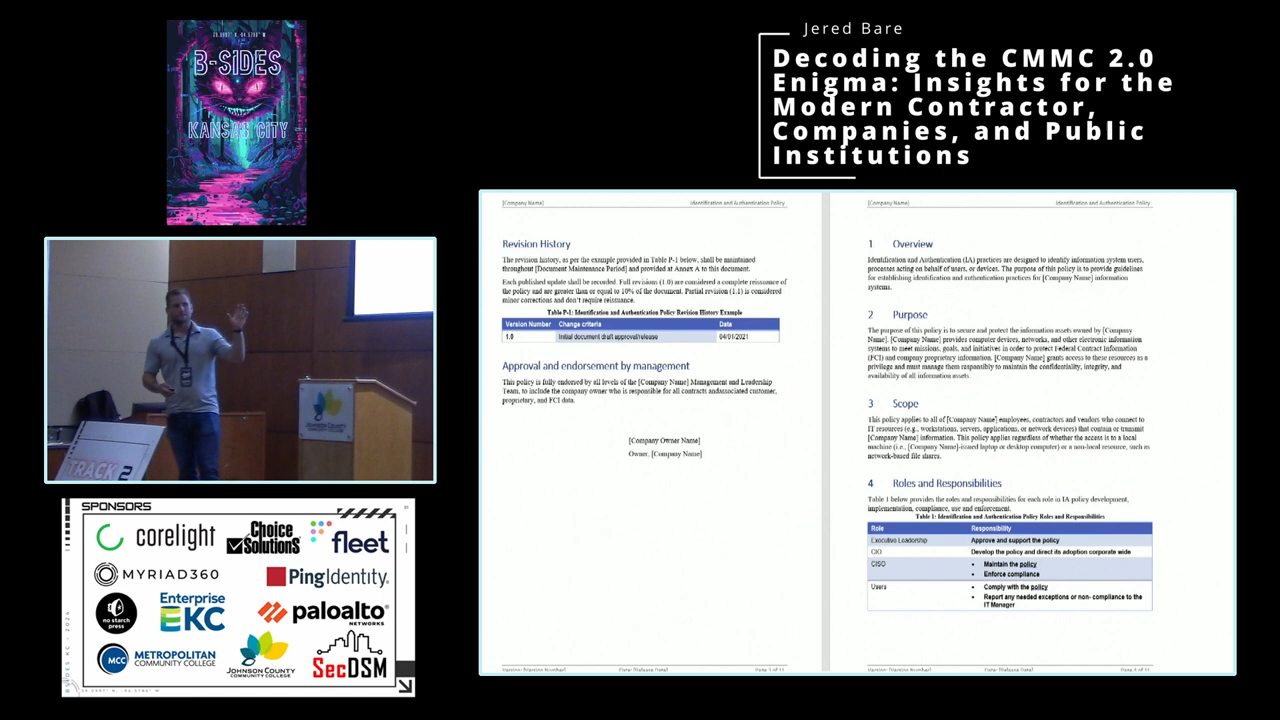 Jered Bare
Decoding the CMMC 2.0
Enigma: Insights for the
Modern Contractor,
Companies, and Public
Institutions
B-SIDES
KANSAS CITY
TRACK 2
JOHNSON COUNTY
SPONSORS
corelight
Choice
Solutions
fleet
MYRIAD360
PingIdentity
no starch
press
Enterprise
KC
paloalto
NETWORKS
MCC
METROPOLITAN
COMMUNITY COLLEGE
JOHNSON COUNTY
COMMUNITY COLLEGE
SecDSM
[Company Name] Identification and Authentication Policy
Revision History
The revision history, as per the example provided in Table P-1 below, shall be maintained
throughout [Document Maintenance Period] and provided at Annex A to this document.
Each published update shall be recorded. Full revisions (1.0) are considered a complete reissuance of
the policy and are greater than or equal to 10% of the document. Partial revision (1.1) is considered
minor corrections and don't require reissuance.
Table P-1: Identification and Authentication Policy Revision History Example
Version Number Change criteria Date
1.0 Initial document draft approval/release 04/01/2021
Approval and endorsement by management
This policy is fully endorsed by all levels of the [Company Name] Management and Leadership
Team, to include the company owner who is responsible for all contracts andassociated customer,
proprietary, and FCI data.
[Company Owner Name]
Owner, [Company Name]
Version: [Version Number] Date: [Release Date]
[Company Name] Identification and Authentication Policy
1 Overview
Identification and Authentication (IA) practices are designed to identify information system users,
processes acting on behalf of users, or devices. The purpose of this policy is to provide guidelines
for establishing identification and authentication practices for [Company Name] information
systems.
2 Purpose
The purpose of this policy is to secure and protect the information assets owned by [Company
Name]. [Company Name] provides computer devices, networks, and other electronic information
systems to meet missions, goals, and initiatives in order to protect Federal Contract Information
(FCI) and company proprietary information. [Company Name] grants access to these resources as a
privilege and must manage them responsibly to maintain the confidentiality, integrity, and
availability of all information assets.
3 Scope
This policy applies to all of [Company Name] employees, contractors and vendors who connect to
IT resources (e.g., workstations, servers, applications, or network devices) that contain or transmit
[Company Name] information. This policy applies regardless of whether the access is to a local
machine (i.e., [Company Name]-issued laptop or desktop computer) or a non-local resource, such as
network-based file shares.
4 Roles and Responsibilities
Table 1 below provides the roles and responsibilities for each role in IA policy development,
implementation, compliance, use and enforcement.
Table 1: Identification and Authentication Policy Roles and Responsibilities
Role Responsibility
Executive Leadership Approve and support the policy
CIO Develop the policy and direct its adoption corporate wide
CISO • Maintain the policy
• Enforce compliance
Users • Comply with the policy
• Report any needed exceptions or non- compliance to the
IT Manager
Version: [Version Number] Date: [Release Date]